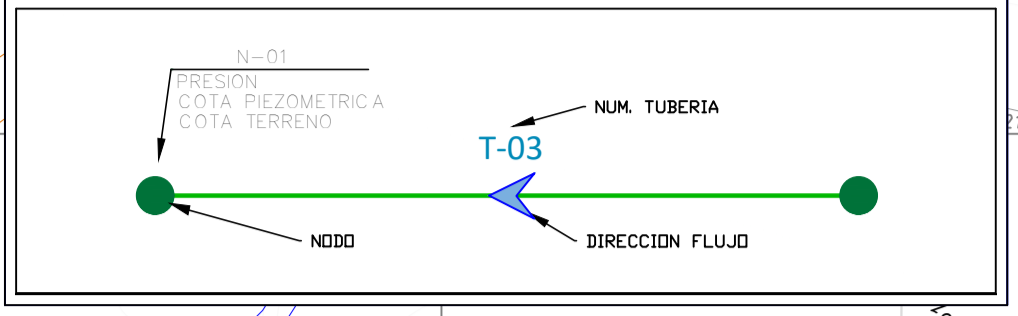 N-01
PRESION
COTA PIEZOMETRICA
COTA TERRENO
NUM. TUBERIA
T-03
NODO
DIRECCION FLUJO